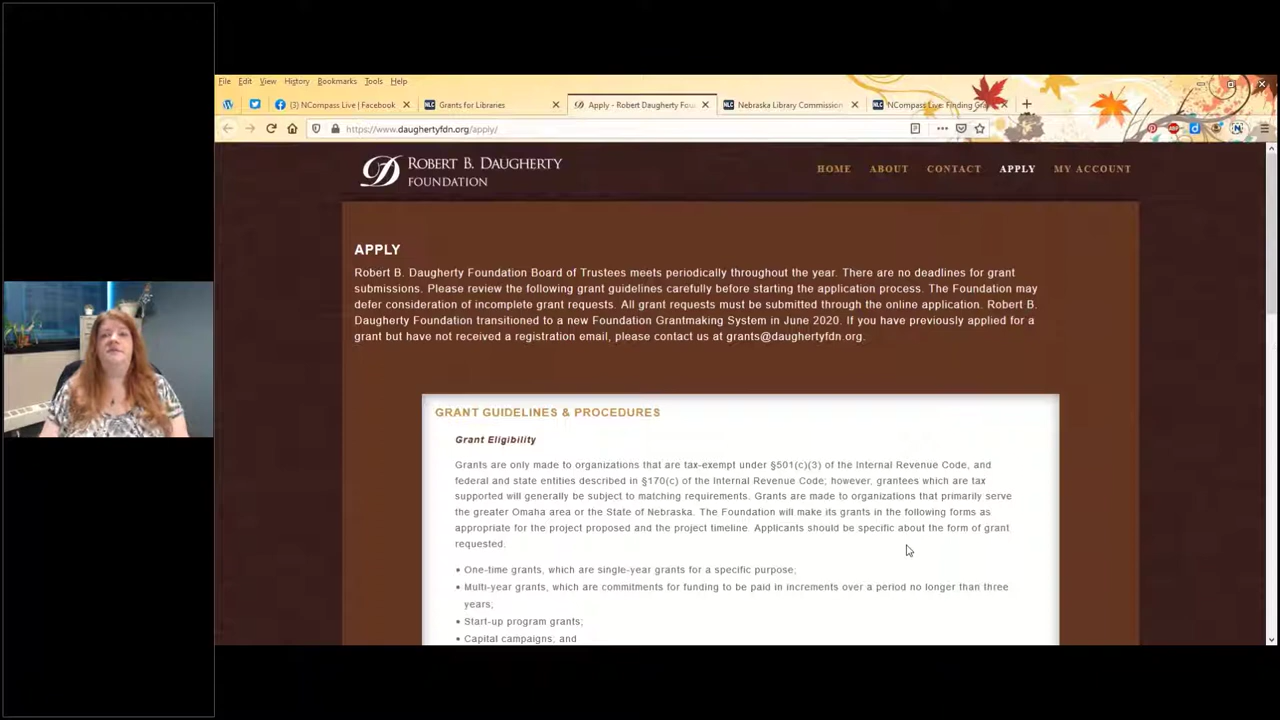 File Edit View History Bookmarks Tools Help
(3) NCompass Live | Facebook
Grants for Libraries
Apply - Robert Daugherty Fou
Nebraska Library Commission
NCompass Live: Finding Gra
https://www.daughertyfdn.org/apply/
ROBERT B. DAUGHERTY
FOUNDATION
HOME ABOUT CONTACT APPLY MY ACCOUNT
APPLY
Robert B. Daugherty Foundation Board of Trustees meets periodically throughout the year. There are no deadlines for grant
submissions. Please review the following grant guidelines carefully before starting the application process. The Foundation may
defer consideration of incomplete grant requests. All grant requests must be submitted through the online application. Robert B.
Daugherty Foundation transitioned to a new Foundation Grantmaking System in June 2020. If you have previously applied for a
grant but have not received a registration email, please contact us at grants@daughertyfdn.org.
GRANT GUIDELINES & PROCEDURES
Grant Eligibility
Grants are only made to organizations that are tax-exempt under §501(c)(3) of the Internal Revenue Code, and
federal and state entities described in §170(c) of the Internal Revenue Code; however, grantees which are tax
supported will generally be subject to matching requirements. Grants are made to organizations that primarily serve
the greater Omaha area or the State of Nebraska. The Foundation will make its grants in the following forms as
appropriate for the project proposed and the project timeline. Applicants should be specific about the form of grant
requested.
• One-time grants, which are single-year grants for a specific purpose;
• Multi-year grants, which are commitments for funding to be paid in increments over a period no longer than three
years;
• Start-up program grants;
• Capital campaigns; and